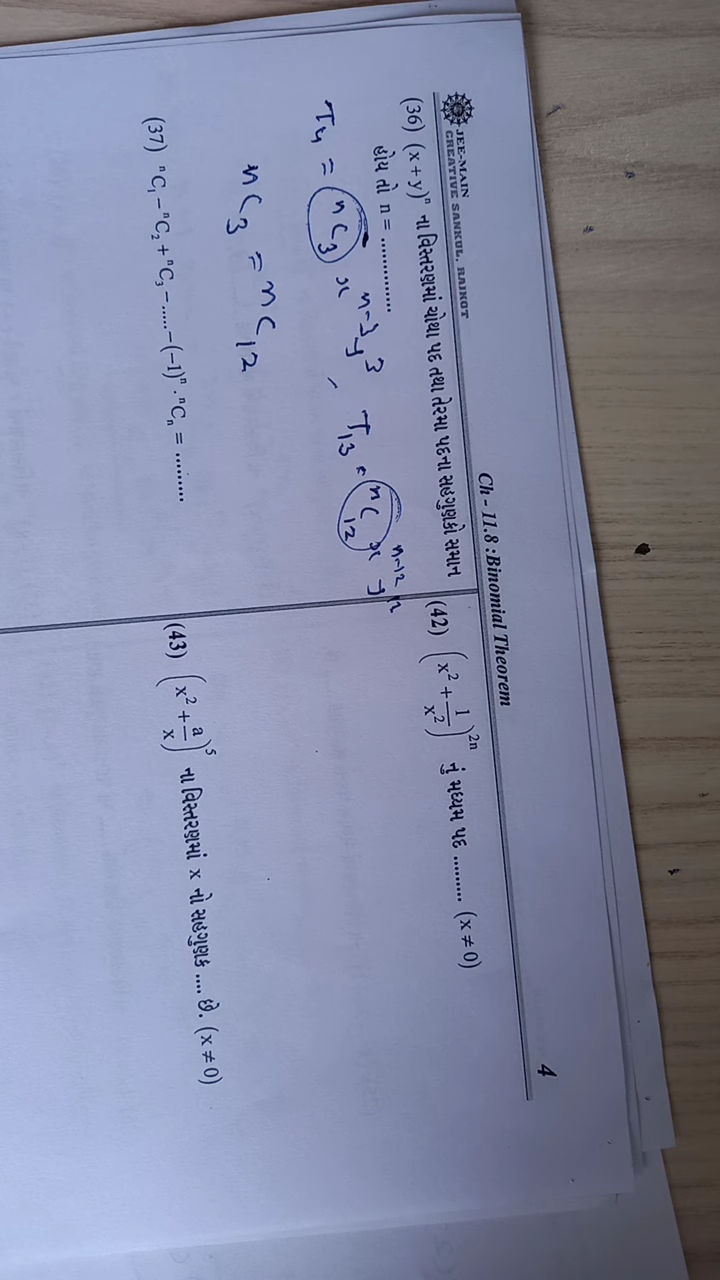 JEE-MAIN
CREATIVE SANKUL, RAJKOT
Ch - 11.8 : Binomial Theorem
4
(36) (x + y)ⁿ ના વિસ્તરણમાં ચોથા પદ તથા તેરમા પદના સહગુણકો સમાન
હોય તો n = ..............
T₄ = nC₃ xⁿ⁻³y³ , T₁₃ = nC₁₂ xⁿ⁻¹²y¹²
nC₃ = nC₁₂
(37) ⁿC₁ – ⁿC₂ + ⁿC₃ – ...... – (–1)ⁿ · ⁿCₙ = .........
(42) (x² + 1/x²)²ⁿ નું મધ્યમ પદ ......... (x ≠ 0)
(43) (x² + a/x)⁵ ના વિસ્તરણમાં x નો સહગુણક .... છે. (x ≠ 0)